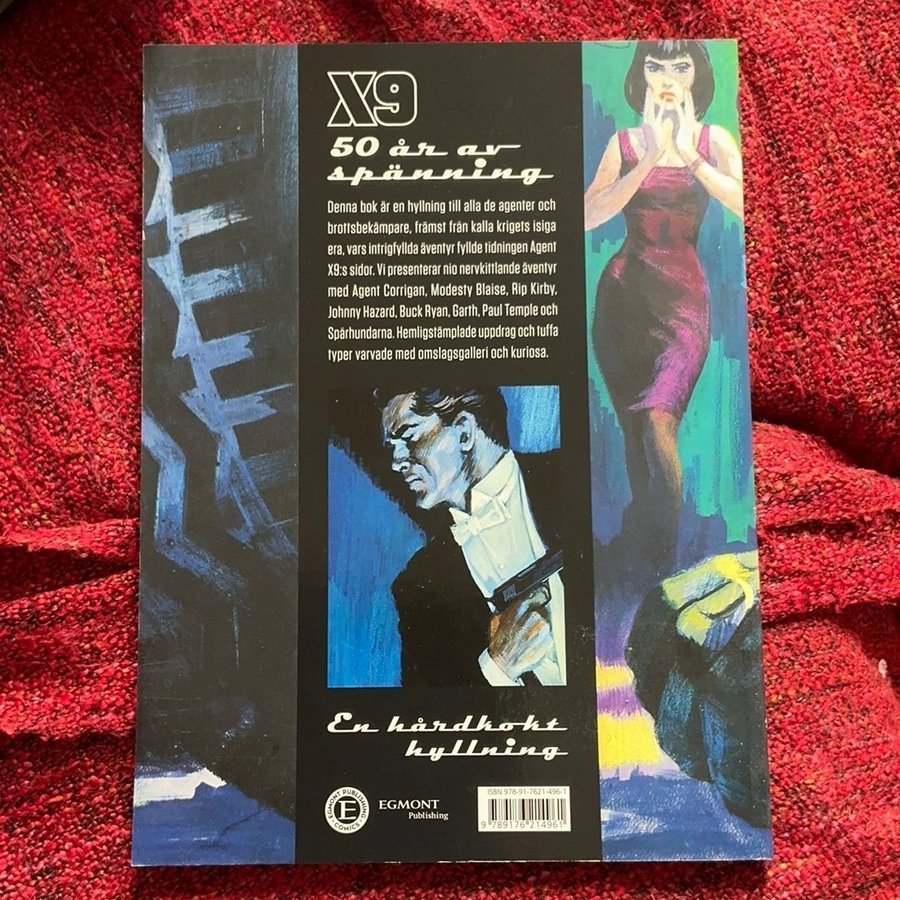 X9
50 år av
spänning
Denna bok är en hyllning till alla de agenter och
brottsbekämpare, främst från kalla krigets isiga
era, vars intrigfyllda äventyr fyllde tidningen Agent
X9:s sidor. Vi presenterar nio nervkittlande äventyr
med Agent Corrigan, Modesty Blaise, Rip Kirby,
Johnny Hazard, Buck Ryan, Garth, Paul Temple och
Spårhundarna. Hemligstämplade uppdrag och tuffa
typer varvade med omslagsgalleri och kuriosa.
En hårdkokt
hyllning
EGMONT PUBLISHING
E
COMICS
EGMONT
Publishing
ISBN 978-91-7621-496-1
9 789176 214961